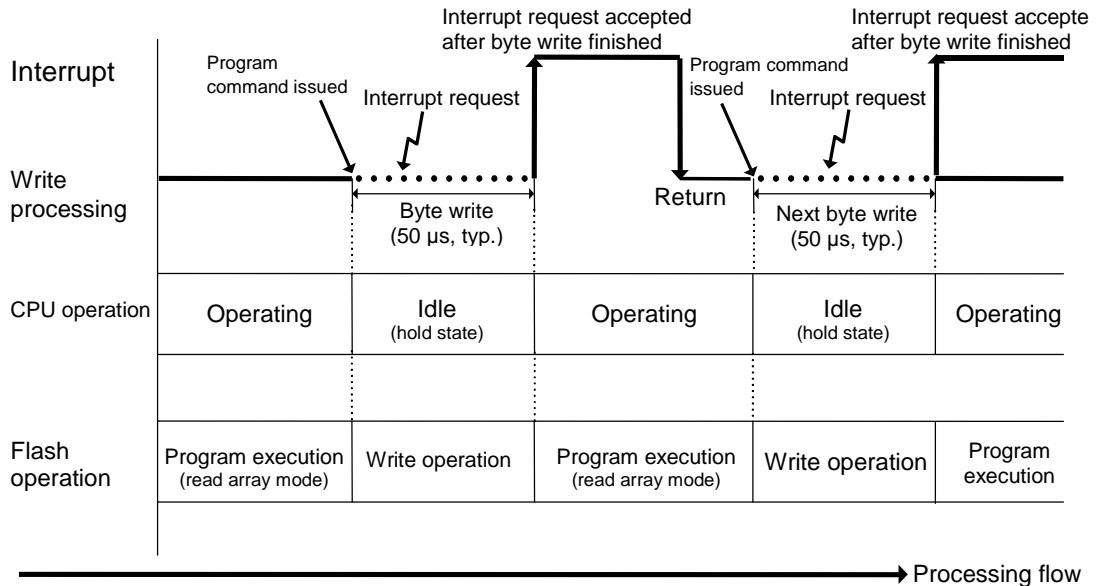 Interrupt request accepted
after byte write finished
Interrupt request accepte
after byte write finished
Interrupt
Program
command issued
Interrupt request
Program command
issued
Interrupt request
Write
processing
Byte write
(50 µs, typ.)
Return
Next byte write
(50 µs, typ.)
CPU operation
Operating
Idle
(hold state)
Operating
Idle
(hold state)
Operating
Flash
operation
Program execution
(read array mode)
Write operation
Program execution
(read array mode)
Write operation
Program
execution
Processing flow